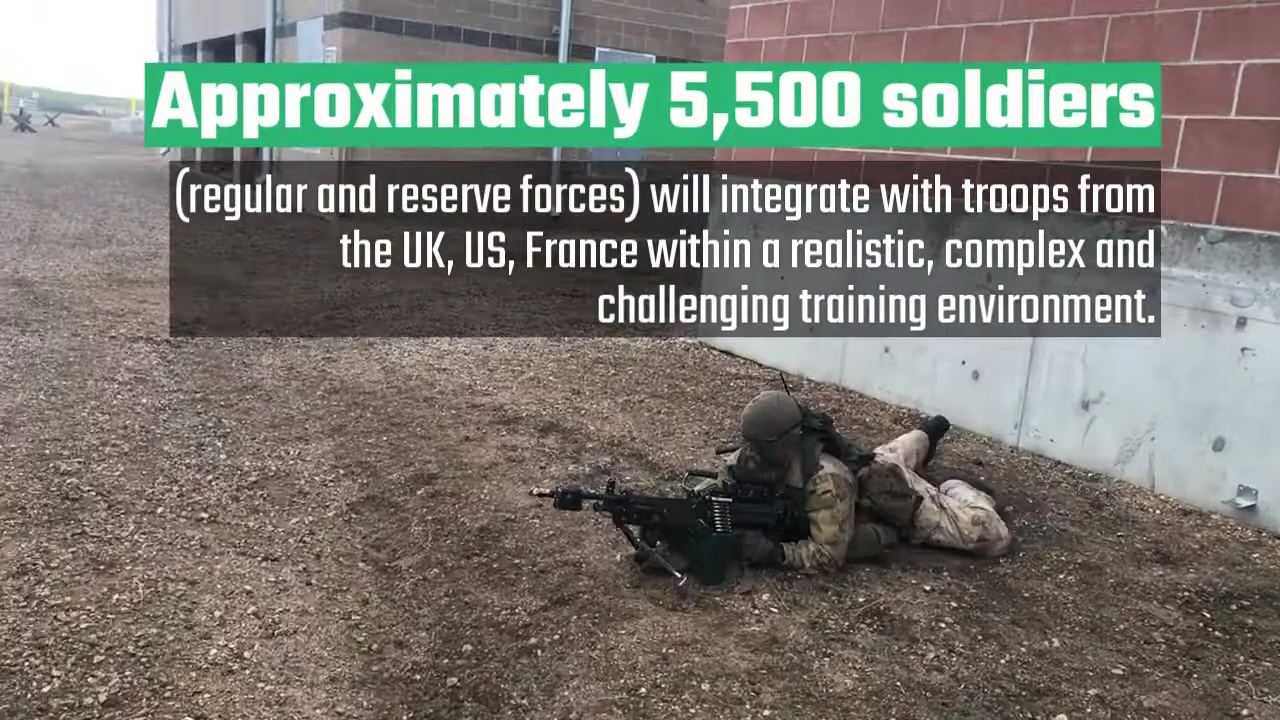 Approximately 5,500 soldiers
(regular and reserve forces) will integrate with troops from
the UK, US, France within a realistic, complex and
challenging training environment.